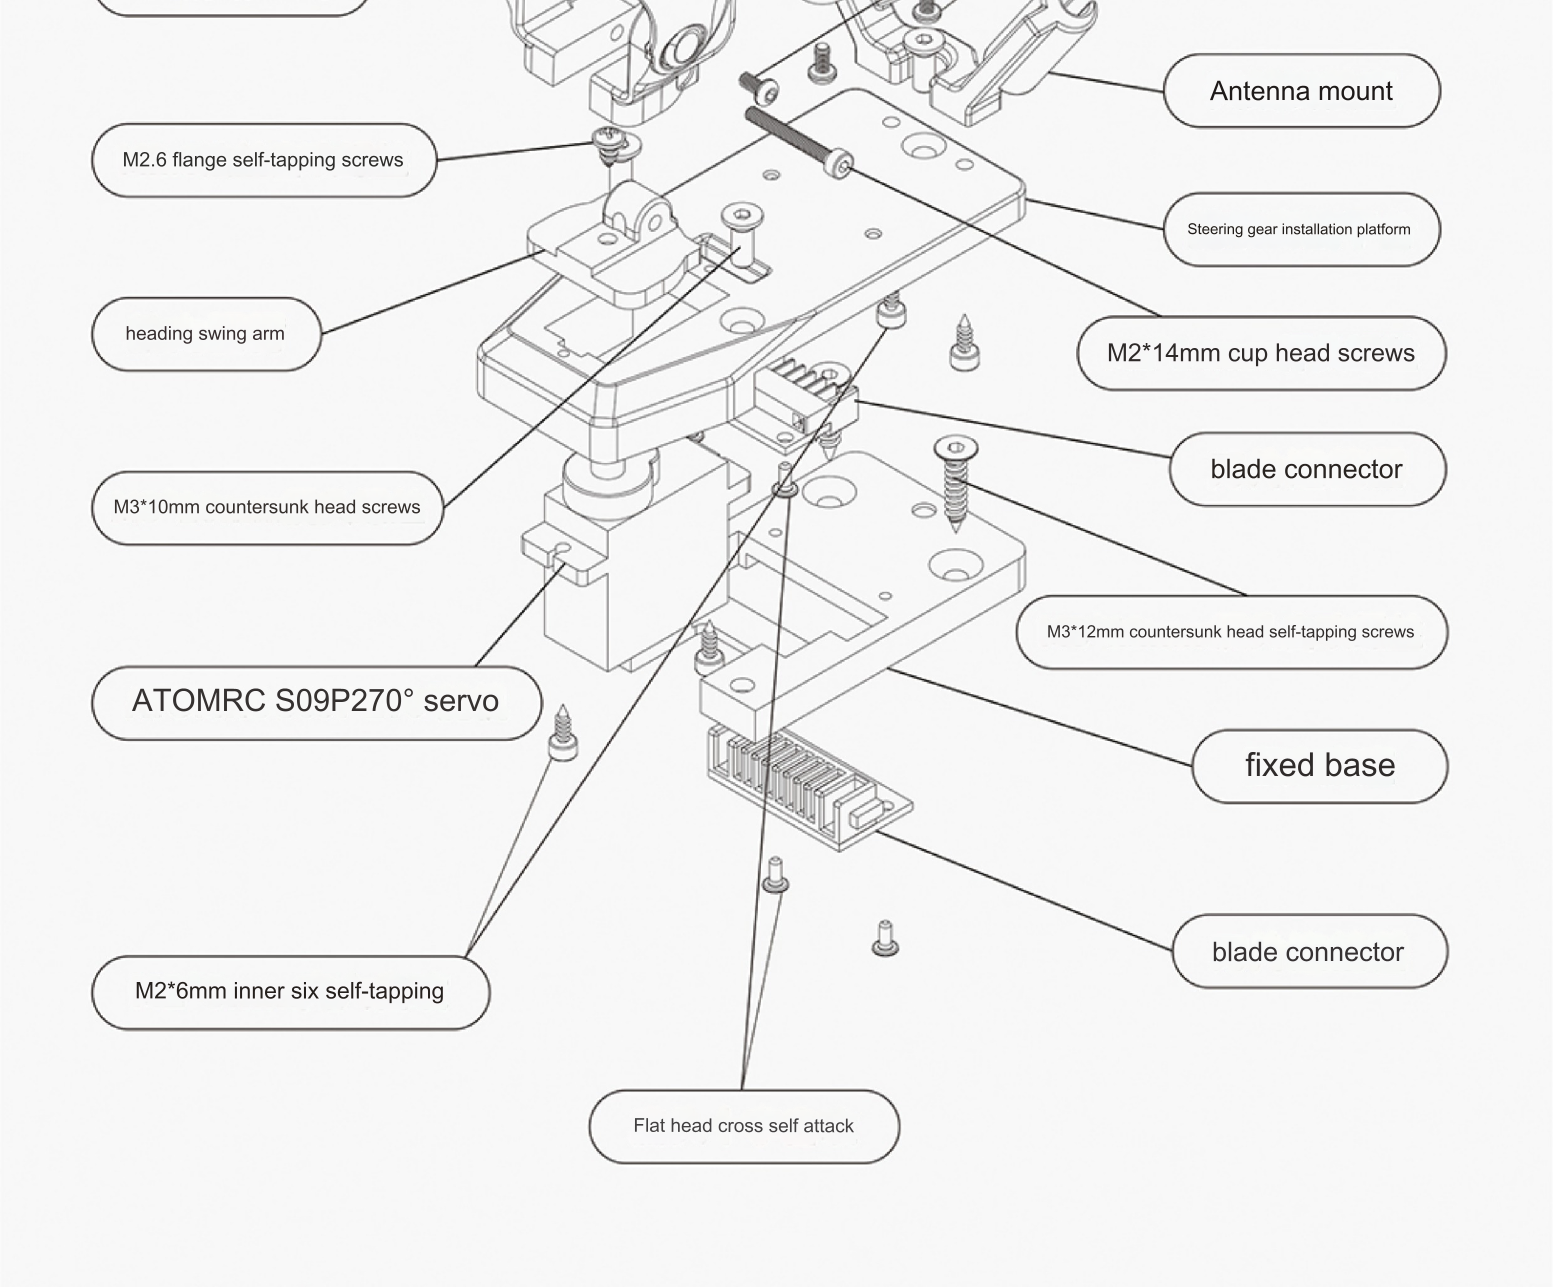 Antenna mount
M2.6 flange self-tapping screws
Steering gear installation platform
heading swing arm
M2*14mm cup head screws
blade connector
M3*10mm countersunk head screws
M3*12mm countersunk head self-tapping screws
ATOMRC S09P270° servo
fixed base
blade connector
M2*6mm inner six self-tapping
Flat head cross self attack